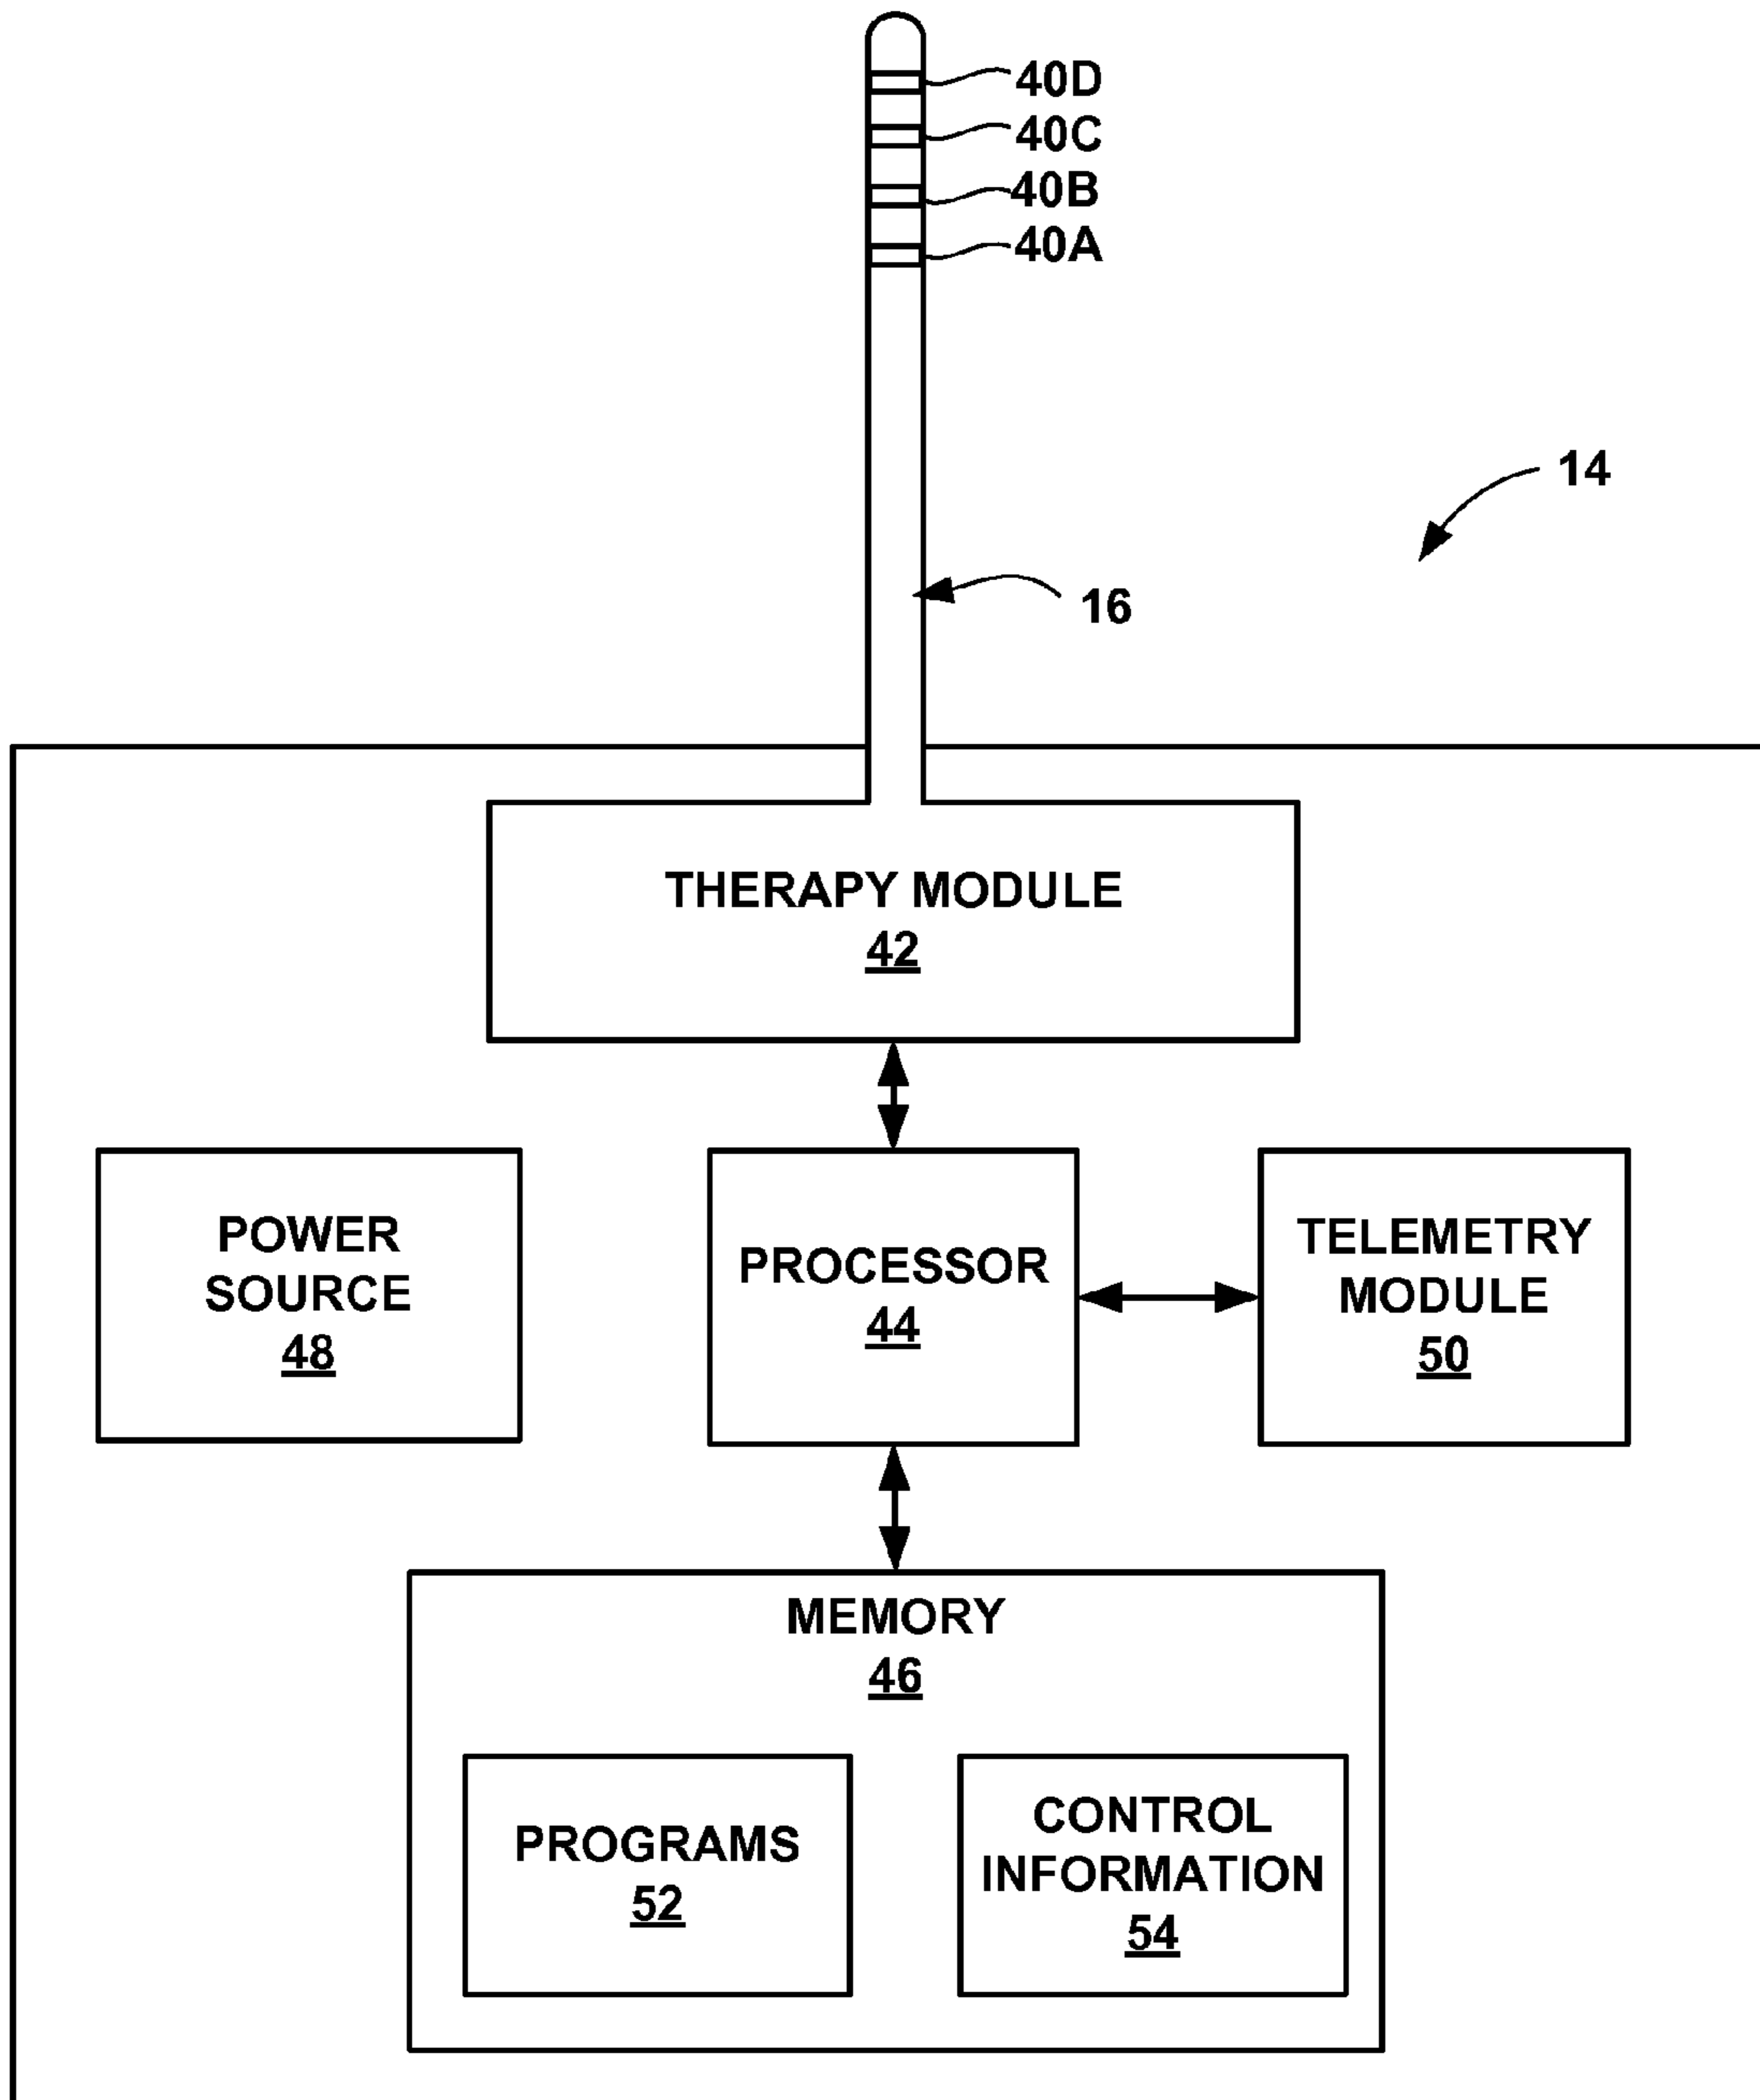 40D
40C
40B
40A
14
16
THERAPY MODULE
42
POWER
SOURCE
48
PROCESSOR
44
TELEMETRY
MODULE
50
MEMORY
46
PROGRAMS
52
CONTROL
INFORMATION
54